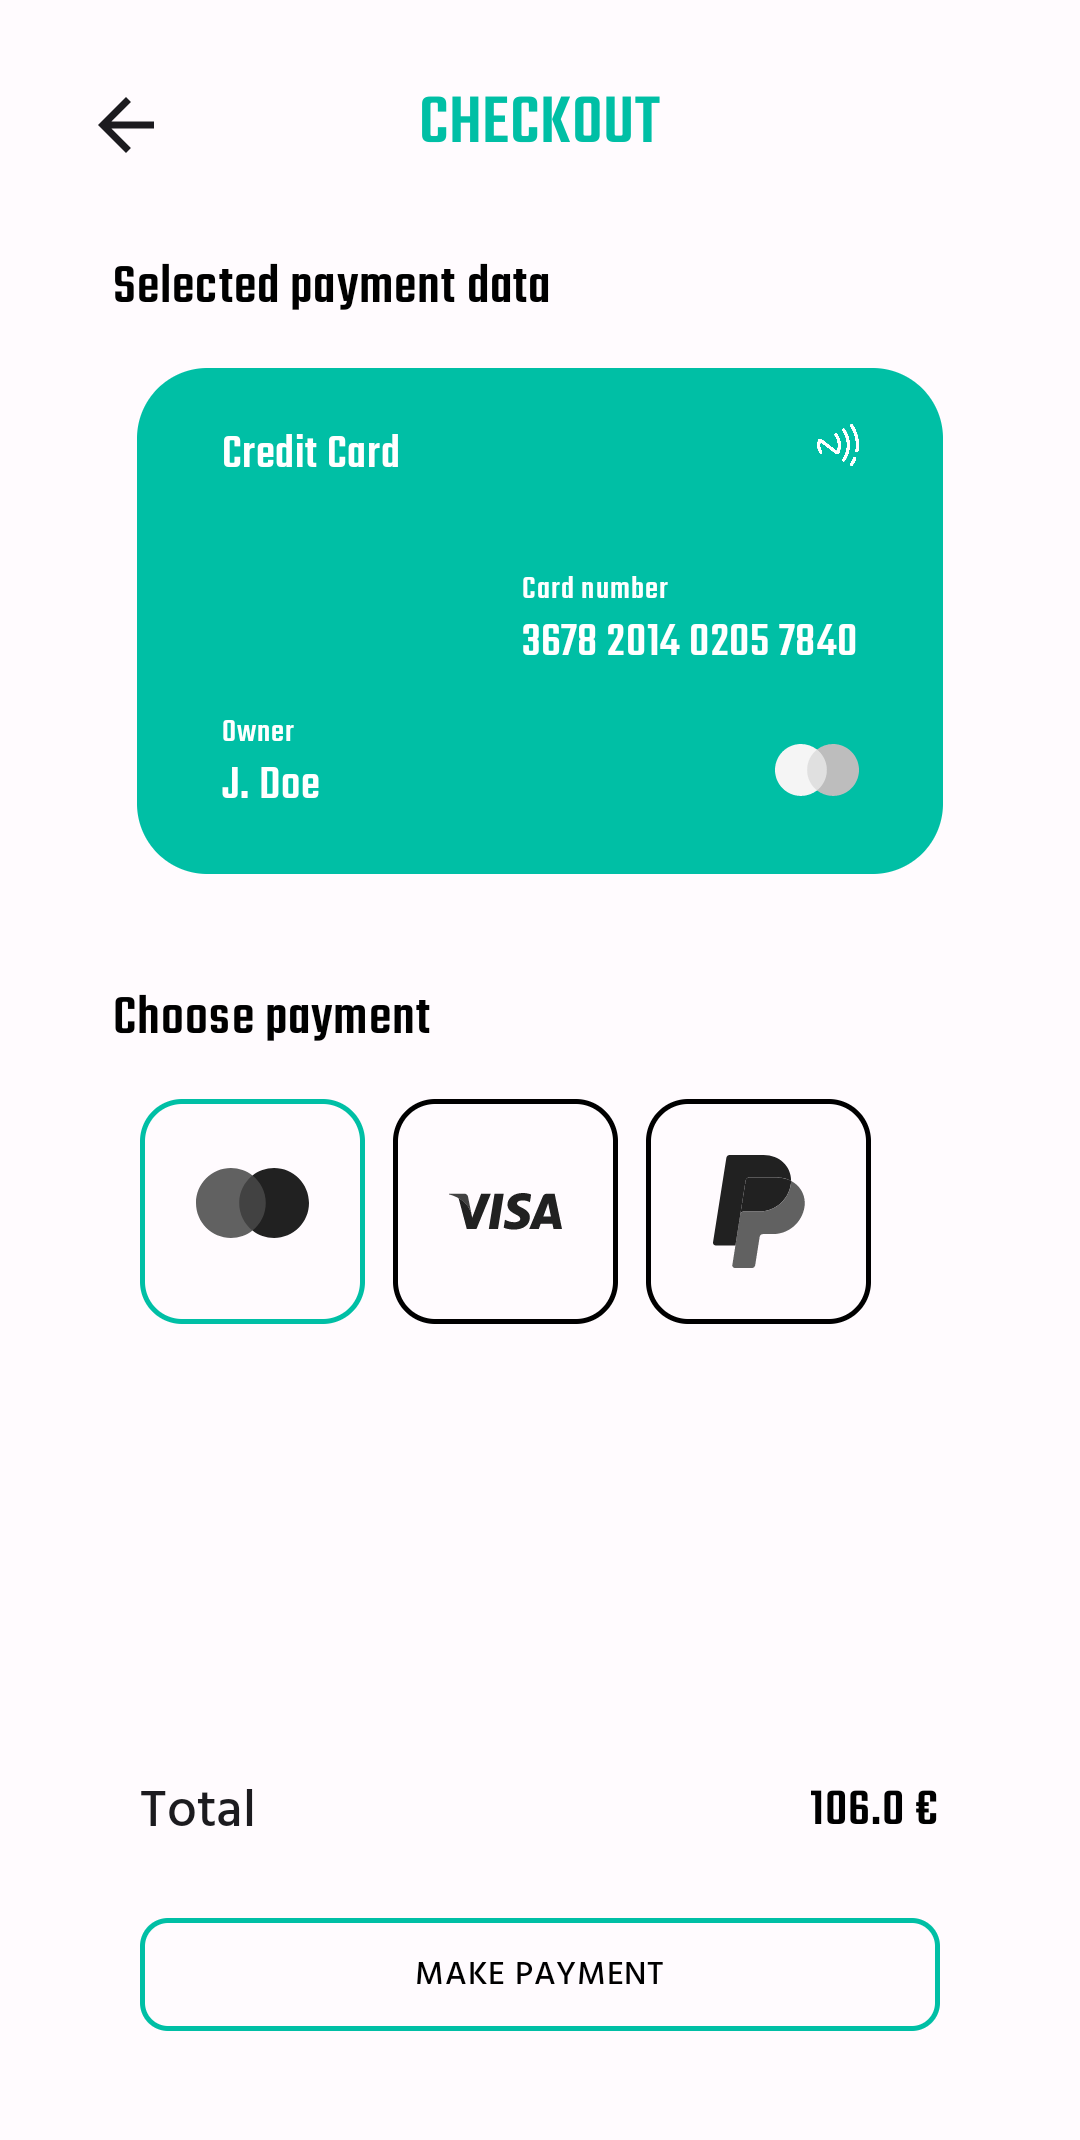 CHECKOUT
Selected payment data
Credit Card
Card number
3678 2014 0205 7840
Owner
J. Doe
Choose payment
VISA
Total
106.0 €
MAKE PAYMENT